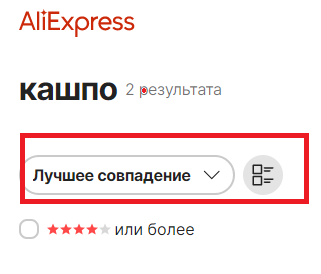 AliExpress
кашпо 2 результата
Лучшее совпадение
или более